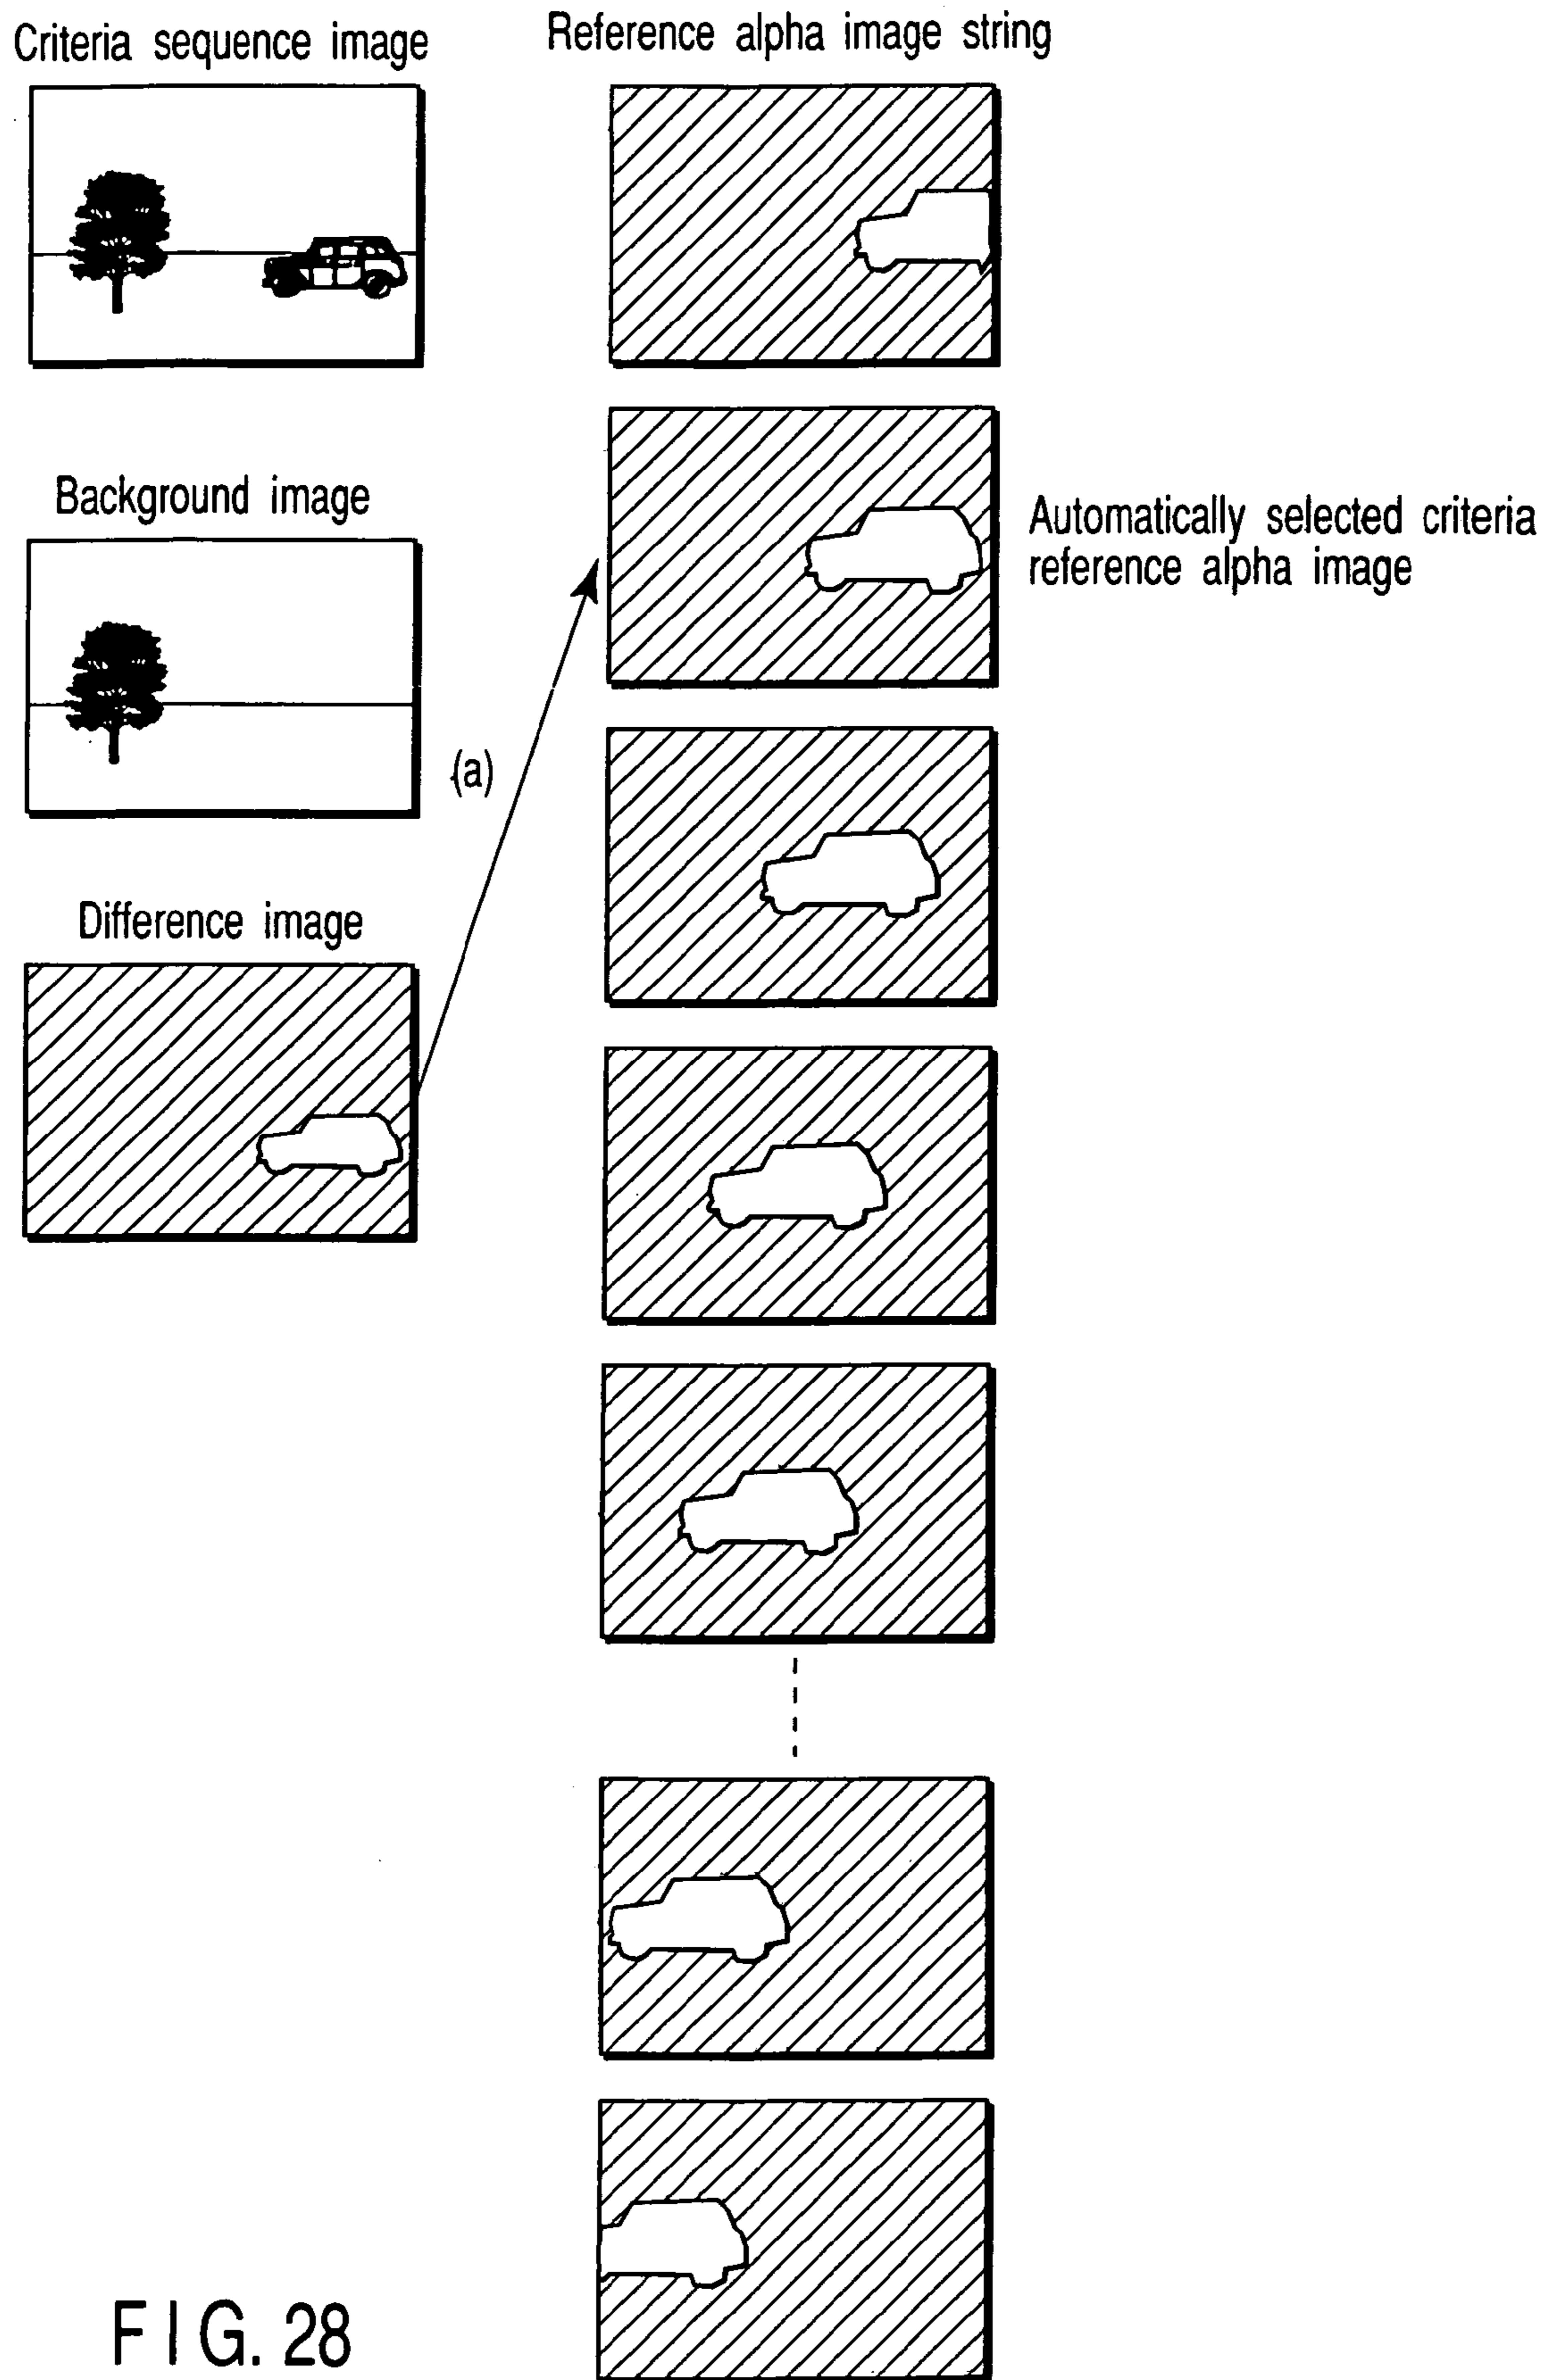 Criteria sequence image
Reference alpha image string
Background image
Automatically selected criteria
reference alpha image
(a)
Difference image
FIG. 28